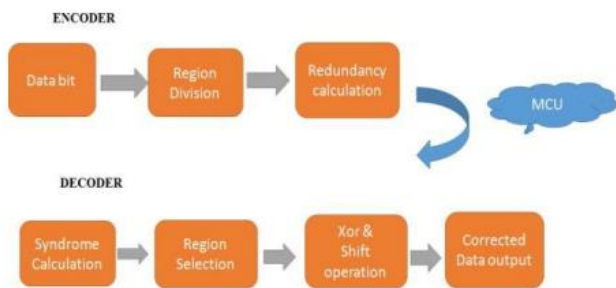 ENCODER
Data bit
Region
Division
Redundancy
calculation
MCU
DECODER
Syndrome
Calculation
Region
Selection
Xor &
Shift
operation
Corrected
Data output